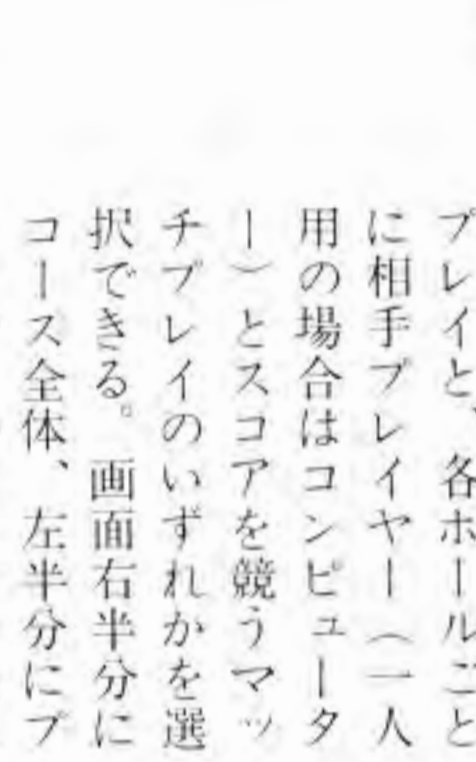 プレイと、各ホールごと
に相手プレイヤー（一人
用の場合はコンピュータ
ー）とスコアを競うマッ
チプレイのいずれかを選
択できる。画面右半分に
コース全体、左半分にプ